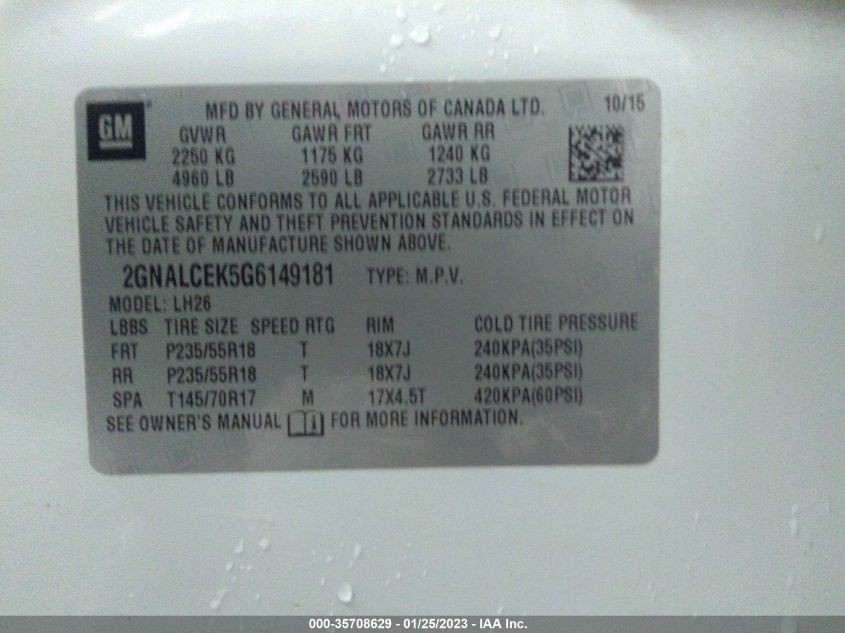 GM
MFD BY GENERAL MOTORS OF CANADA LTD. 10/15
GVWR GAWR FRT GAWR RR
2250 KG 1175 KG 1240 KG
4960 LB 2590 LB 2733 LB
THIS VEHICLE CONFORMS TO ALL APPLICABLE U.S. FEDERAL MOTOR
VEHICLE SAFETY AND THEFT PREVENTION STANDARDS IN EFFECT ON
THE DATE OF MANUFACTURE SHOWN ABOVE.
2GNALCEK5G6149181 TYPE: M.P.V.
MODEL: LH26
LBBS TIRE SIZE SPEED RTG RIM COLD TIRE PRESSURE
FRT P235/55R18 T 18X7J 240KPA(35PSI)
RR P235/55R18 T 18X7J 240KPA(35PSI)
SPA T145/70R17 M 17X4.5T 420KPA(60PSI)
SEE OWNER'S MANUAL FOR MORE INFORMATION.
000-35708629 - 01/25/2023 - IAA Inc.